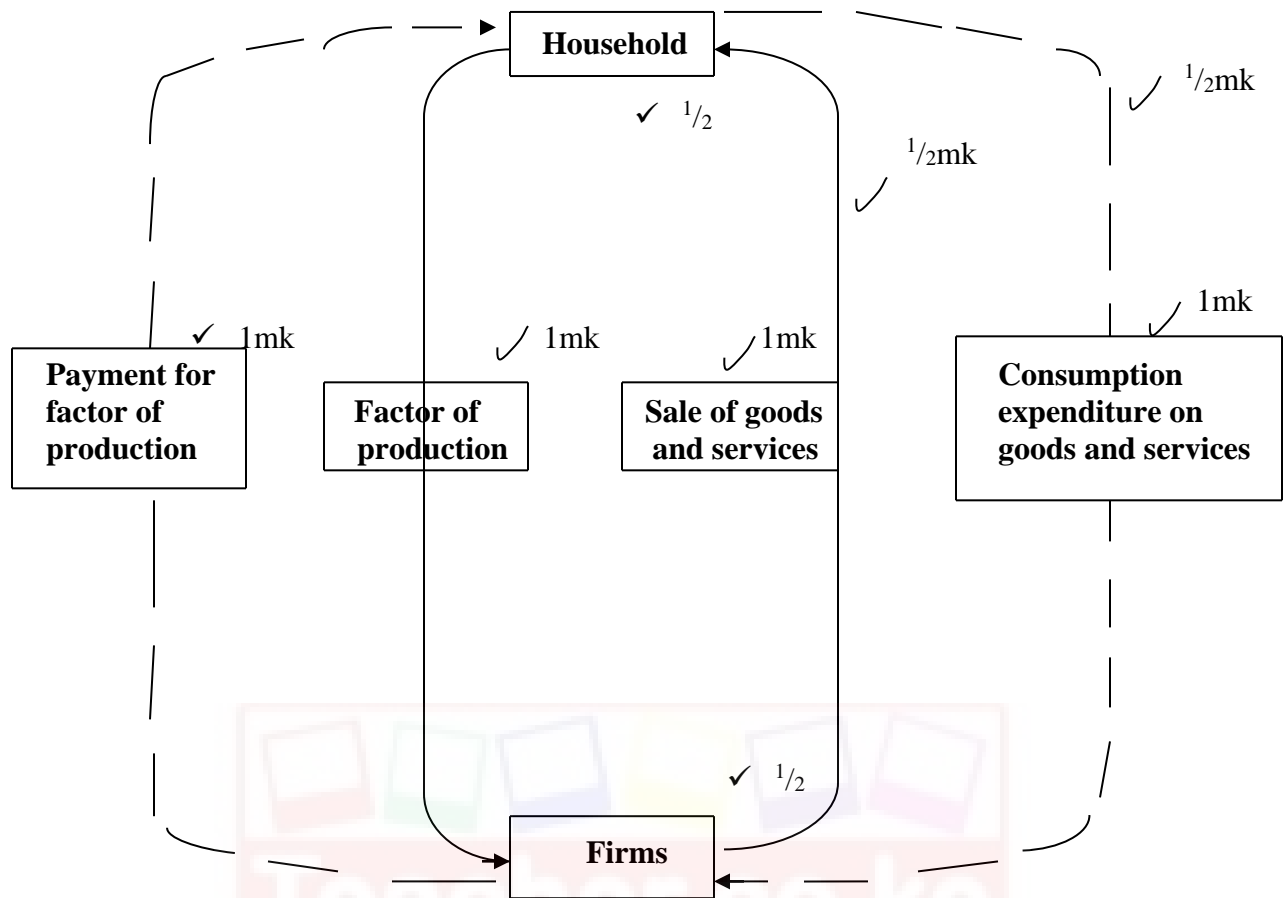 Household
✓ 1/2
1/2mk
1/2mk
✓ 1mk
1mk
1mk
1mk
Payment for
factor of
production
Factor of
production
Sale of goods
and services
Consumption
expenditure on
goods and services
✓ 1/2
Firms